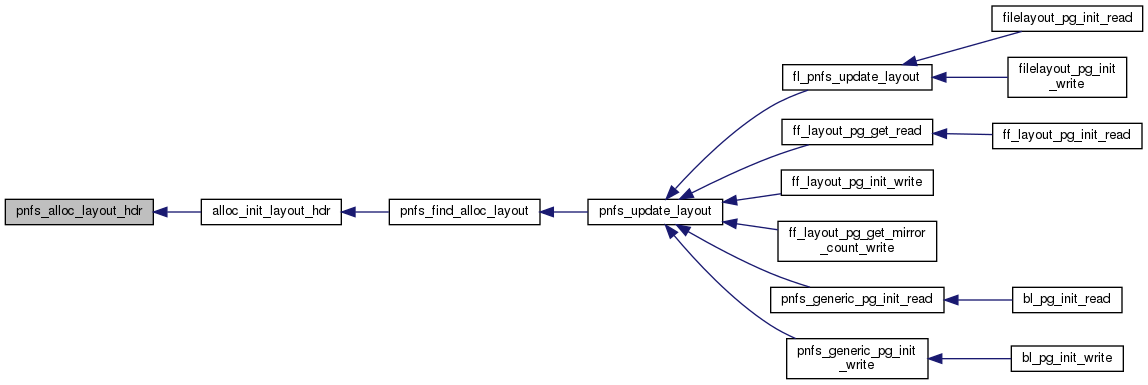 pnfs_alloc_layout_hdr
alloc_init_layout_hdr
pnfs_find_alloc_layout
pnfs_update_layout
fl_pnfs_update_layout
filelayout_pg_init_read
filelayout_pg_init
_write
ff_layout_pg_get_read
ff_layout_pg_init_read
ff_layout_pg_init_write
ff_layout_pg_get_mirror
_count_write
pnfs_generic_pg_init_read
bl_pg_init_read
pnfs_generic_pg_init
_write
bl_pg_init_write